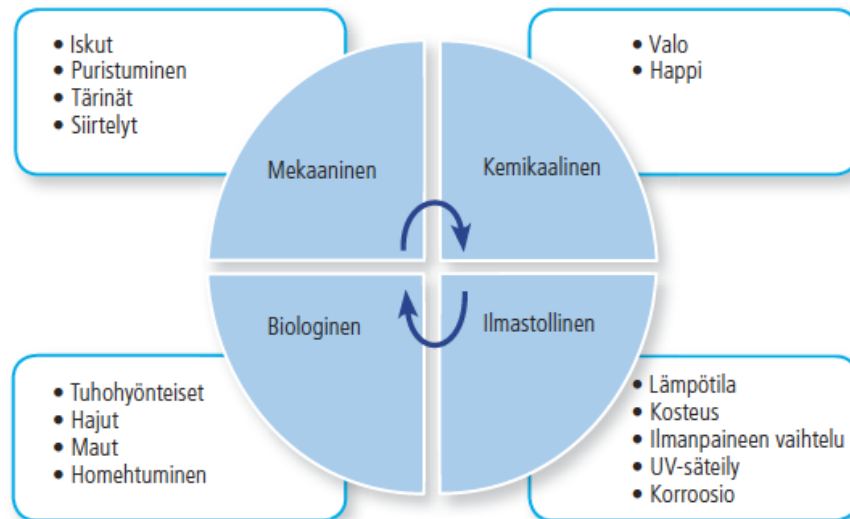 • Iskut
• Puristuminen
• Tärinät
• Siirtelyt
• Valo
• Happi
Mekaaninen
Kemikaalinen
Biologinen
Ilmastollinen
• Tuhohyönteiset
• Hajut
• Maut
• Homehtuminen
• Lämpötila
• Kosteus
• Ilmanpaineen vaihtelu
• UV-säteily
• Korroosio